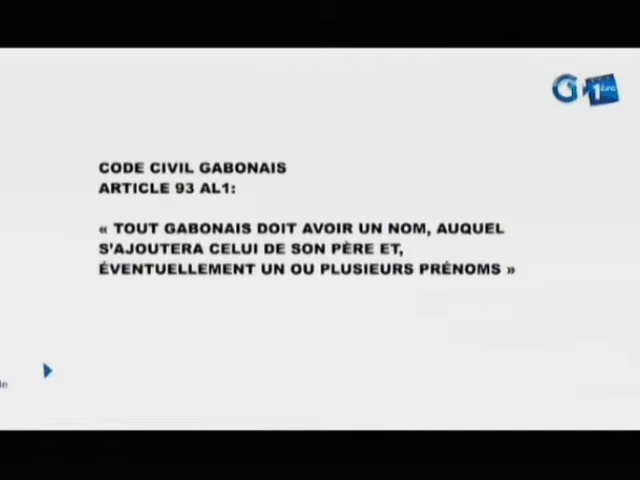 G 1ère
CODE CIVIL GABONAIS
ARTICLE 93 AL1:
« TOUT GABONAIS DOIT AVOIR UN NOM, AUQUEL
S'AJOUTERA CELUI DE SON PÈRE ET,
ÉVENTUELLEMENT UN OU PLUSIEURS PRÉNOMS »